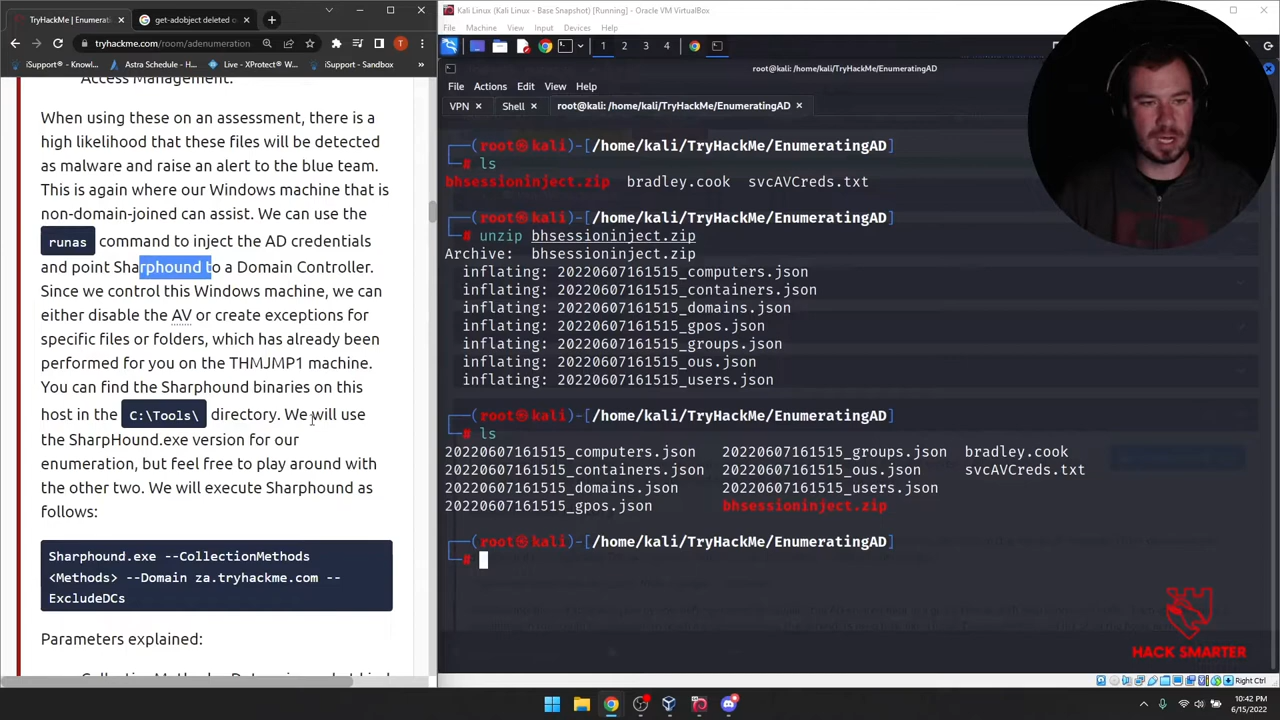 TryHackMe | Enumerati
get-adobject deleted c
tryhackme.com/room/adenumeration
iSupport® - Knowl...
Astra Schedule - H...
Live - XProtect® W...
iSupport - Sandbox
Access Management.
When using these on an assessment, there is a
high likelihood that these files will be detected
as malware and raise an alert to the blue team.
This is again where our Windows machine that is
non-domain-joined can assist. We can use the
runas command to inject the AD credentials
and point Sharphound to a Domain Controller.
Since we control this Windows machine, we can
either disable the AV or create exceptions for
specific files or folders, which has already been
performed for you on the THMJMP1 machine.
You can find the Sharphound binaries on this
host in the C:\Tools\ directory. We will use
the SharpHound.exe version for our
enumeration, but feel free to play around with
the other two. We will execute Sharphound as
follows:
Sharphound.exe --CollectionMethods
<Methods> --Domain za.tryhackme.com --
ExcludeDCs
Parameters explained:
Kali Linux (Kali Linux - Base Snapshot) [Running] - Oracle VM VirtualBox
File Machine View Input Devices Help
1 2 3 4
root@kali: /home/kali/TryHackMe/EnumeratingAD
File Actions Edit View Help
VPN Shell root@kali: /home/kali/TryHackMe/EnumeratingAD
┌──(root㉿kali)-[/home/kali/TryHackMe/EnumeratingAD]
└─# ls
bhsessioninject.zip bradley.cook svcAVCreds.txt
┌──(root㉿kali)-[/home/kali/TryHackMe/EnumeratingAD]
└─# unzip bhsessioninject.zip
Archive: bhsessioninject.zip
inflating: 20220607161515_computers.json
inflating: 20220607161515_containers.json
inflating: 20220607161515_domains.json
inflating: 20220607161515_gpos.json
inflating: 20220607161515_groups.json
inflating: 20220607161515_ous.json
inflating: 20220607161515_users.json
┌──(root㉿kali)-[/home/kali/TryHackMe/EnumeratingAD]
└─# ls
20220607161515_computers.json 20220607161515_groups.json bradley.cook
20220607161515_containers.json 20220607161515_ous.json svcAVCreds.txt
20220607161515_domains.json 20220607161515_users.json
20220607161515_gpos.json bhsessioninject.zip
┌──(root㉿kali)-[/home/kali/TryHackMe/EnumeratingAD]
└─#
HACK SMARTER
Right Ctrl
10:42 PM
6/15/2022